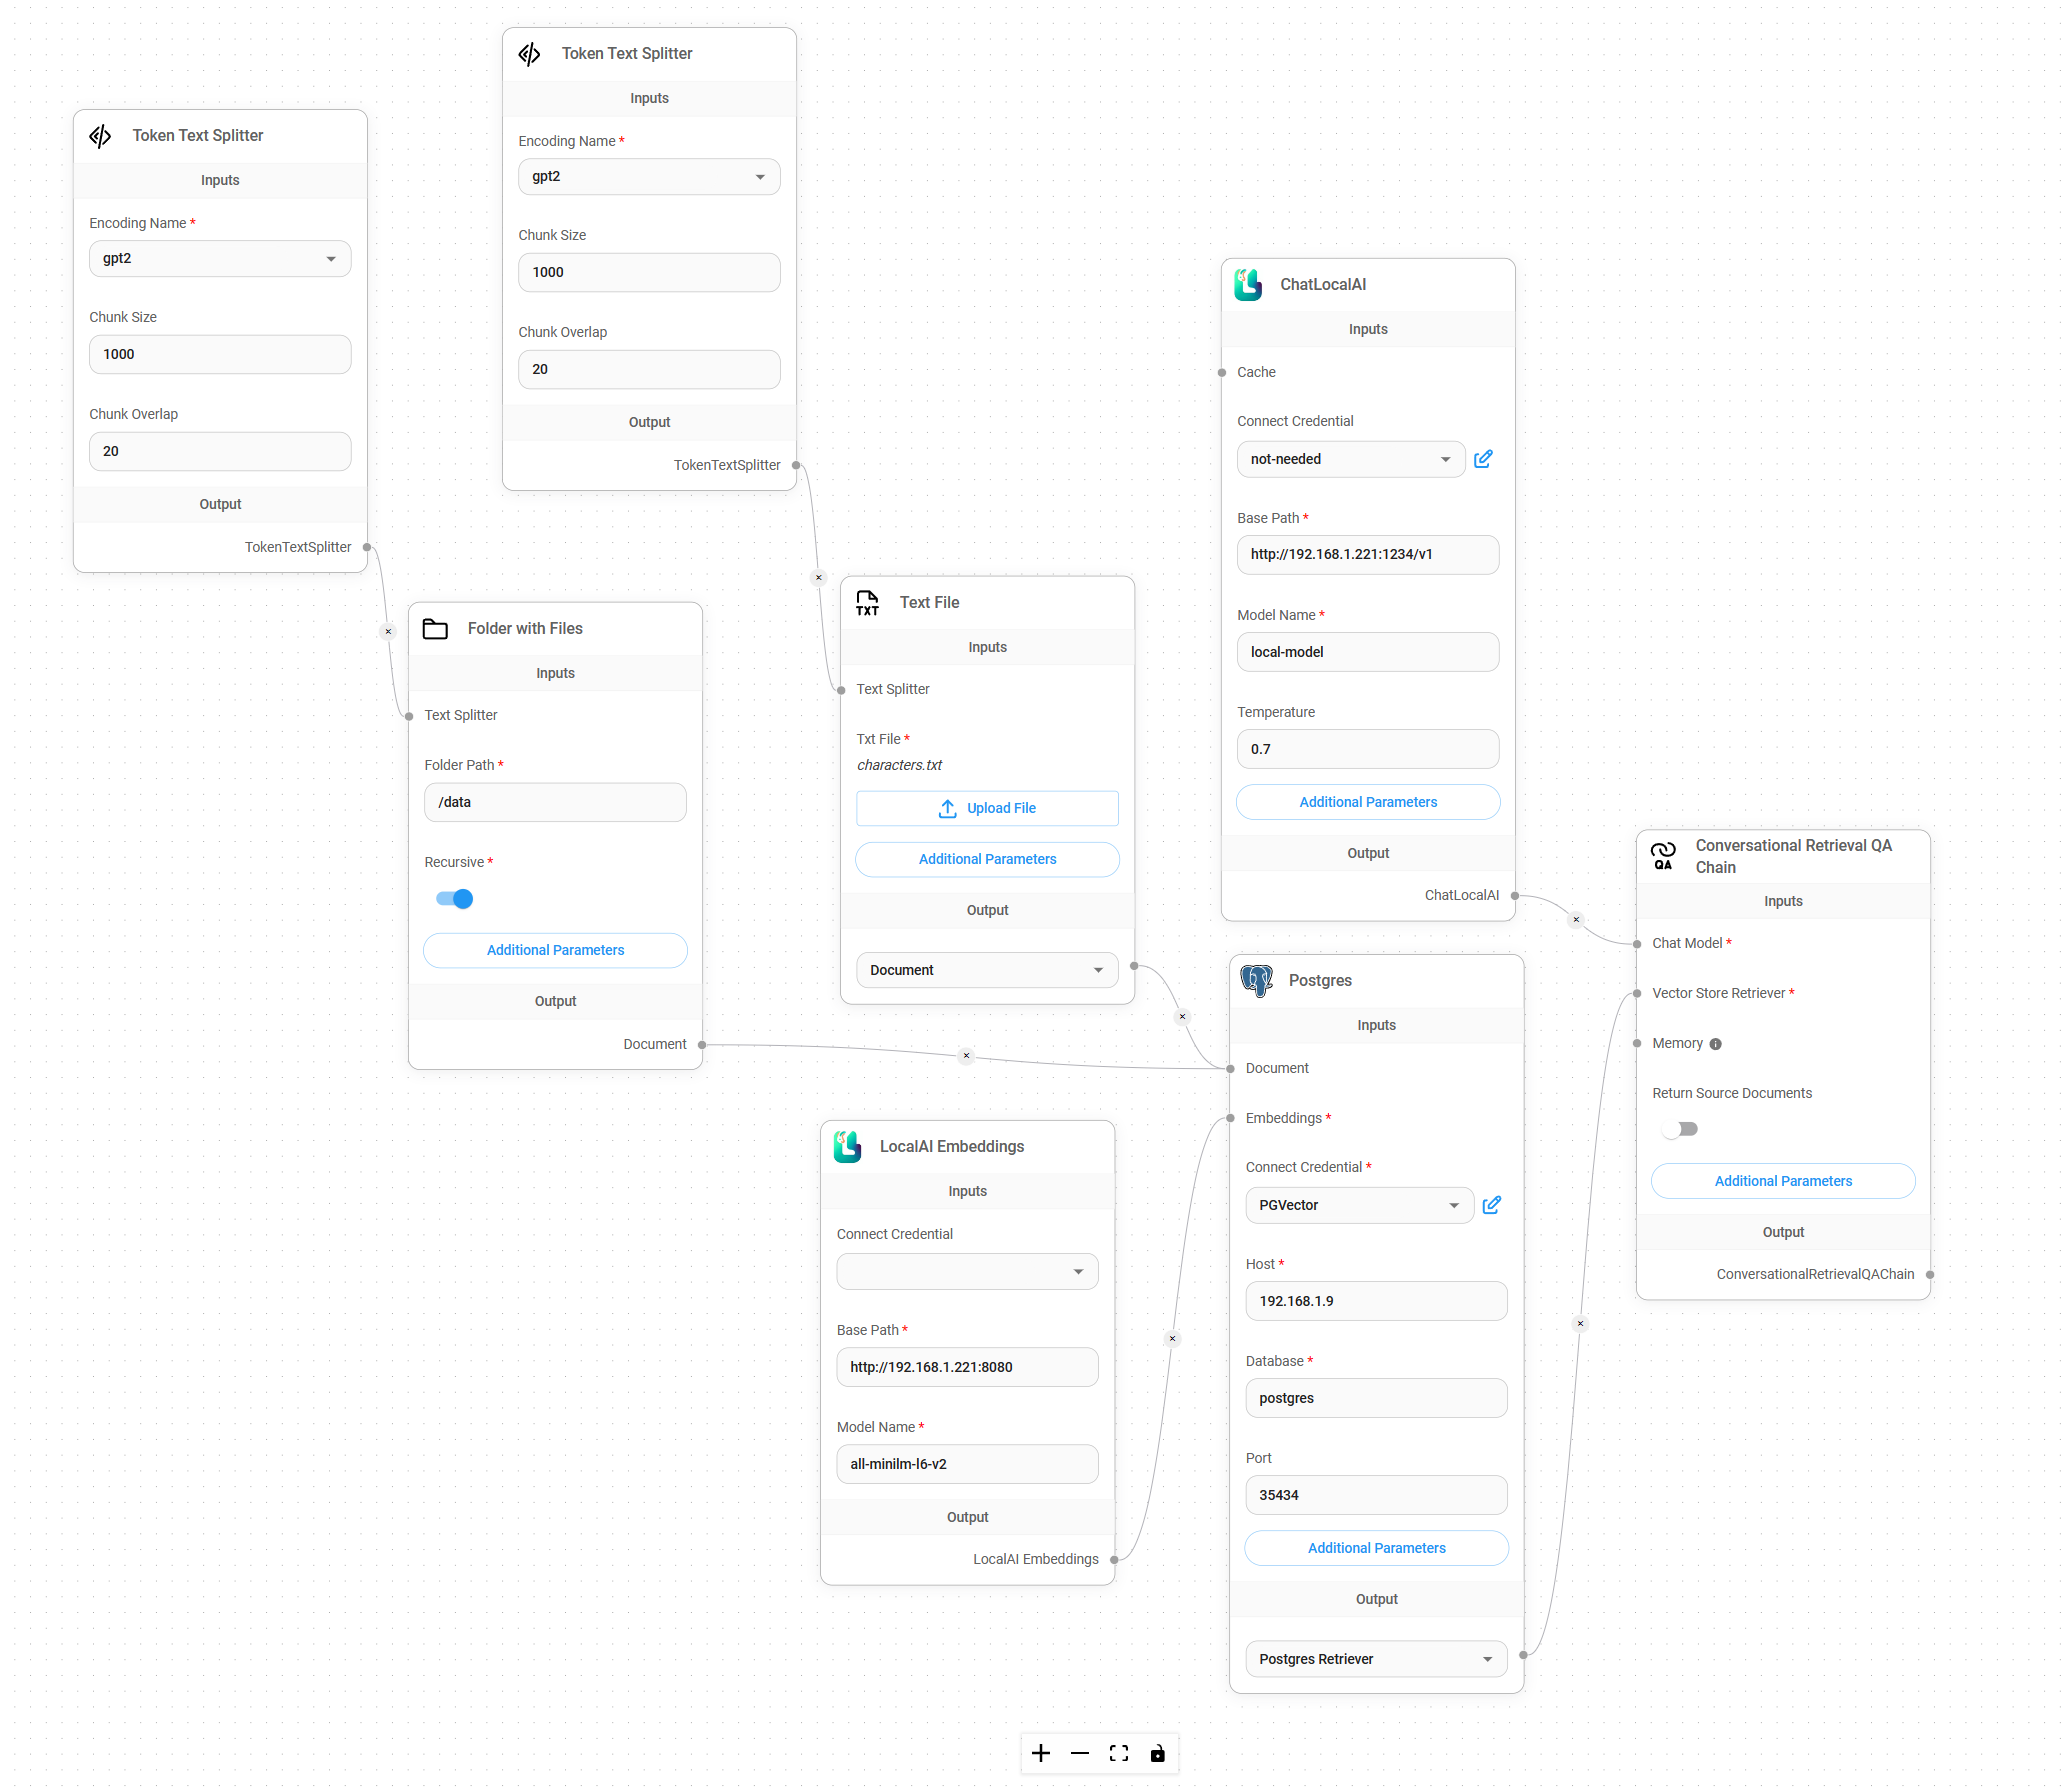 Token Text Splitter
Inputs
Encoding Name *
gpt2
Chunk Size
1000
Chunk Overlap
20
Output
TokenTextSplitter
Token Text Splitter
Inputs
Encoding Name *
gpt2
Chunk Size
1000
Chunk Overlap
20
Output
TokenTextSplitter
Folder with Files
Inputs
Text Splitter
Folder Path *
/data
Recursive *
Additional Parameters
Output
Document
TXT
Text File
Inputs
Text Splitter
Txt File *
characters.txt
Upload File
Additional Parameters
Output
Document
LocalAI Embeddings
Inputs
Connect Credential
Base Path *
http://192.168.1.221:8080
Model Name *
all-minilm-l6-v2
Output
LocalAI Embeddings
ChatLocalAI
Inputs
Cache
Connect Credential
not-needed
Base Path *
http://192.168.1.221:1234/v1
Model Name *
local-model
Temperature
0.7
Additional Parameters
Output
ChatLocalAI
Postgres
Inputs
Document
Embeddings *
Connect Credential *
PGVector
Host *
192.168.1.9
Database *
postgres
Port
35434
Additional Parameters
Output
Postgres Retriever
QA
Conversational Retrieval QA
Chain
Inputs
Chat Model *
Vector Store Retriever *
Memory
Return Source Documents
Additional Parameters
Output
ConversationalRetrievalQAChain